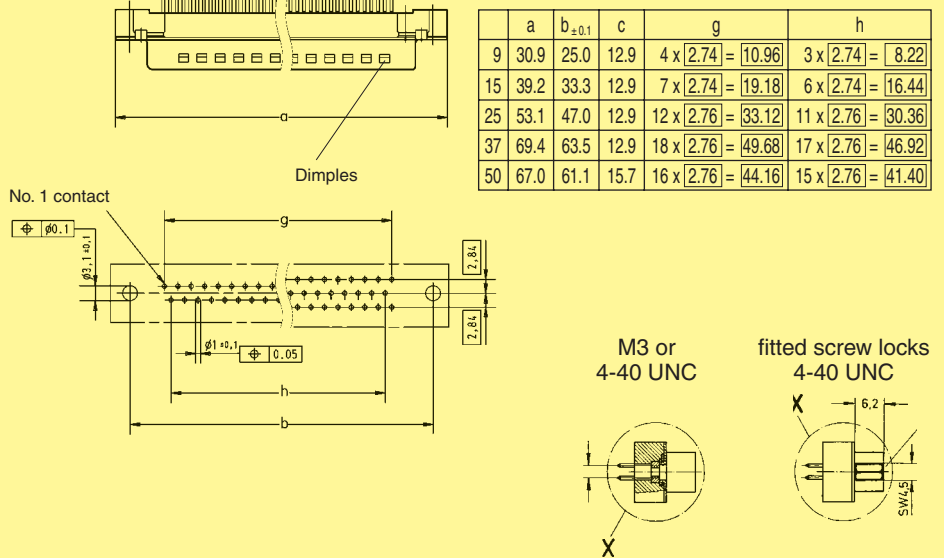 a b±0.1 c g h
9 30.9 25.0 12.9 4 x 2.74 = 10.96 3 x 2.74 = 8.22
15 39.2 33.3 12.9 7 x 2.74 = 19.18 6 x 2.74 = 16.44
25 53.1 47.0 12.9 12 x 2.76 = 33.12 11 x 2.76 = 30.36
37 69.4 63.5 12.9 18 x 2.76 = 49.68 17 x 2.76 = 46.92
50 67.0 61.1 15.7 16 x 2.76 = 44.16 15 x 2.76 = 41.40
a
Dimples
No. 1 contact
⌖ ø0.1
ø3,1 ±0,1
g
2,84
2,84
ø1 ±0,1
⌖ 0.05
h
b
M3 or
4-40 UNC
X
fitted screw locks
4-40 UNC
X
6,2
SW4,5